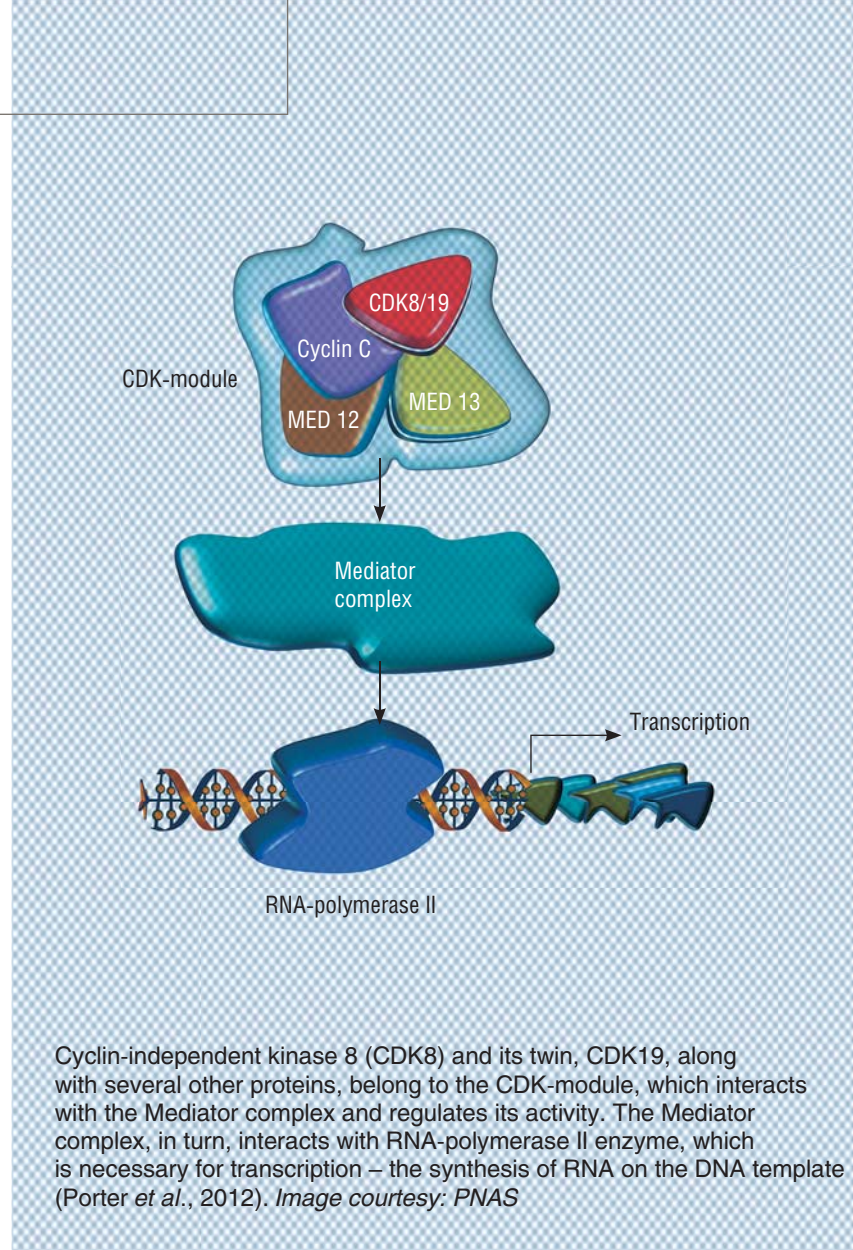 CDK8/19
Cyclin C
CDK-module
MED 13
MED 12
Mediator
complex
Transcription
RNA-polymerase II
Cyclin-independent kinase 8 (CDK8) and its twin, CDK19, along
with several other proteins, belong to the CDK-module, which interacts
with the Mediator complex and regulates its activity. The Mediator
complex, in turn, interacts with RNA-polymerase II enzyme, which
is necessary for transcription – the synthesis of RNA on the DNA template
(Porter et al., 2012). Image courtesy: PNAS